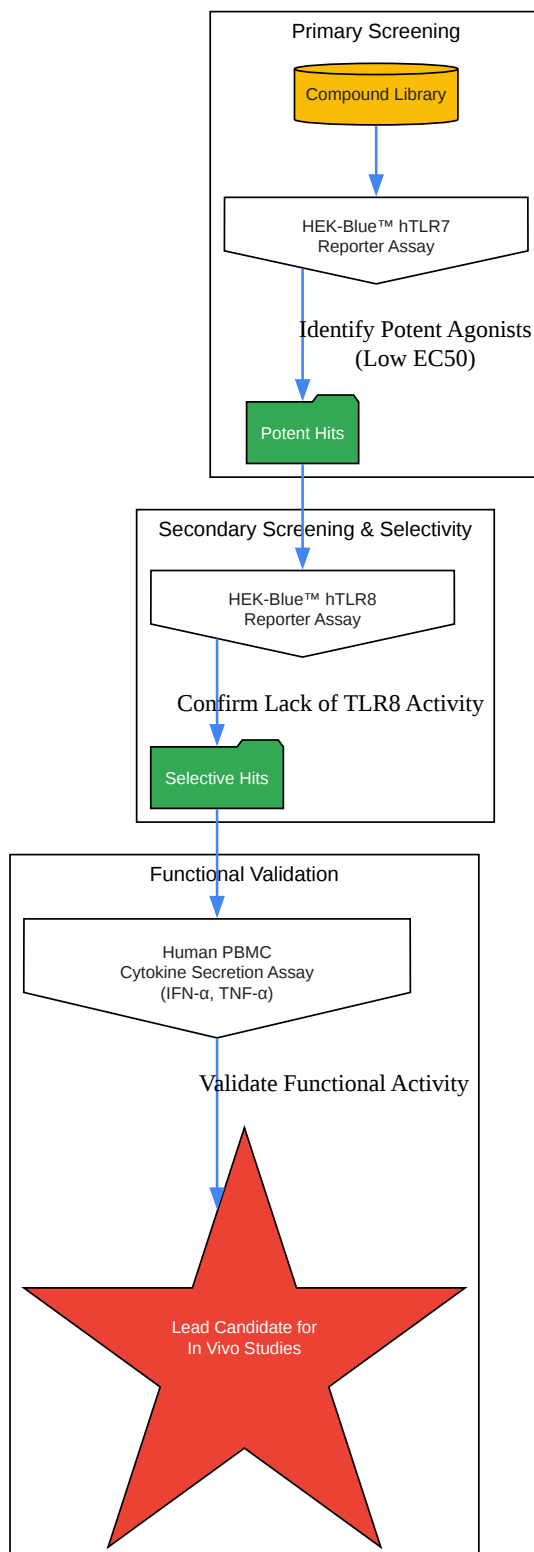 Primary Screening
Compound Library
HEK-Blue™ hTLR7
Reporter Assay
Identify Potent Agonists
(Low EC50)
Potent Hits
Secondary Screening & Selectivity
HEK-Blue™ hTLR8
Reporter Assay
Confirm Lack of TLR8 Activity
Selective Hits
Functional Validation
Human PBMC
Cytokine Secretion Assay
(IFN-α, TNF-α)
Validate Functional Activity
Lead Candidate for
In Vivo Studies